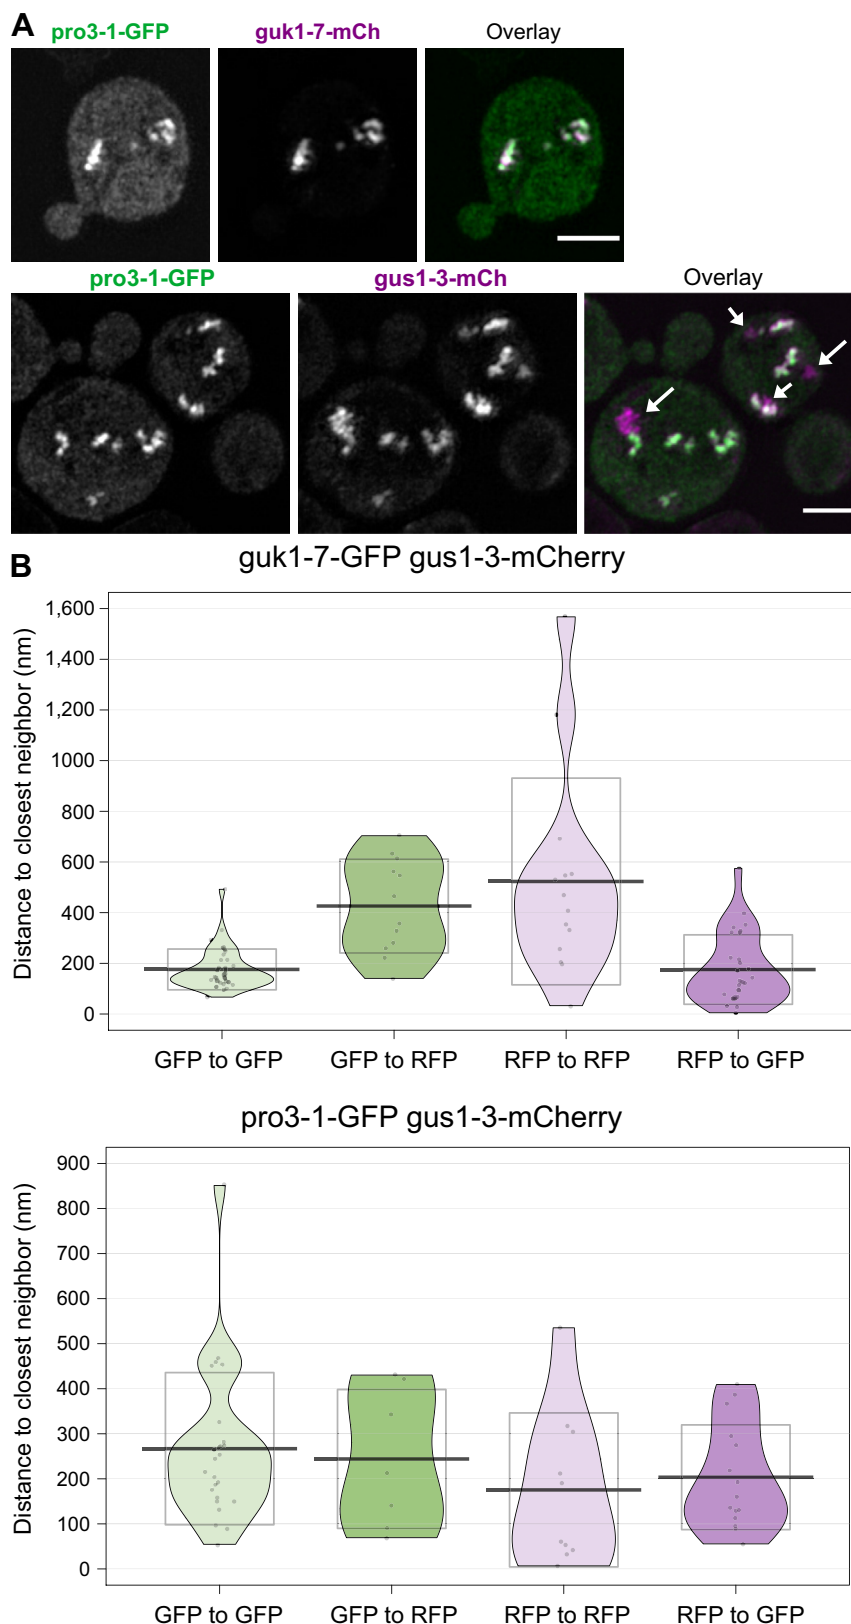 A
pro3-1-GFP guk1-7-mCh Overlay
pro3-1-GFP gus1-3-mCh Overlay
B
guk1-7-GFP gus1-3-mCherry
Distance to closest neighbor (nm)
1,600
1,400
1,200
1000
800
600
400
200
0
GFP to GFP GFP to RFP RFP to RFP RFP to GFP
pro3-1-GFP gus1-3-mCherry
Distance to closest neighbor (nm)
900
800
700
600
500
400
300
200
100
0
GFP to GFP GFP to RFP RFP to RFP RFP to GFP